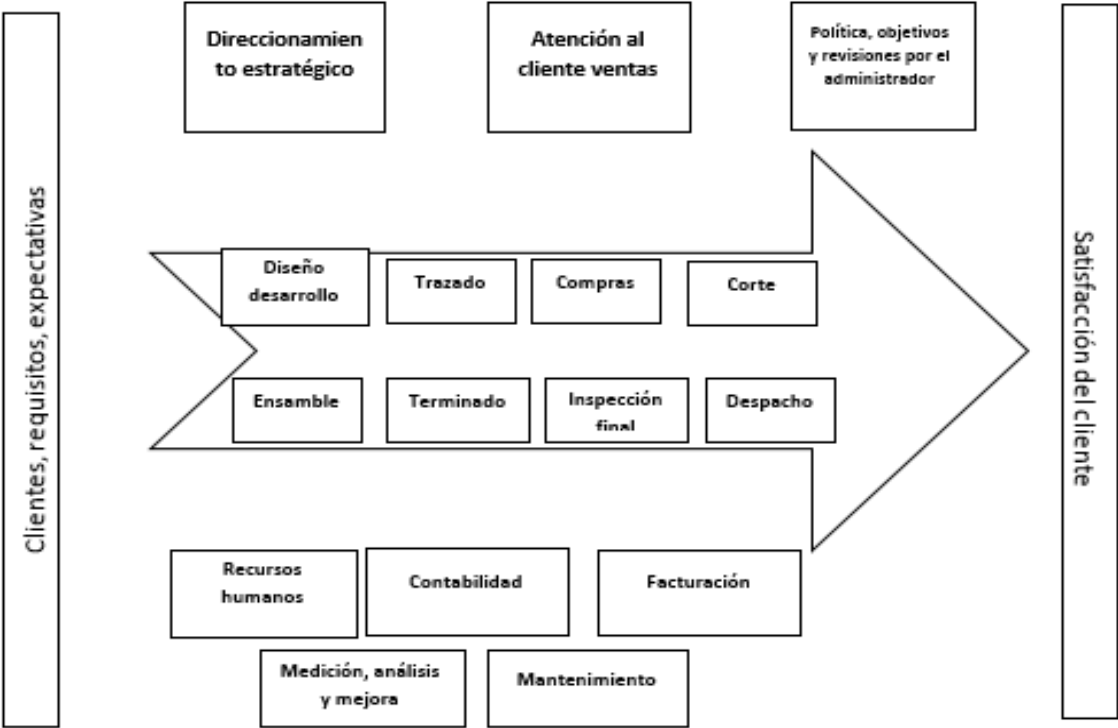 Clientes, requisitos, expectativas
Direccionamien
to estratégico
Atención al
cliente ventas
Política, objetivos
y revisiones por el
administrador
Diseño
desarrollo
Trazado
Compras
Corte
Ensamble
Terminado
Inspección
final
Despacho
Recursos
humanos
Contabilidad
Facturación
Medición, análisis
y mejora
Mantenimiento
Satisfacción del cliente